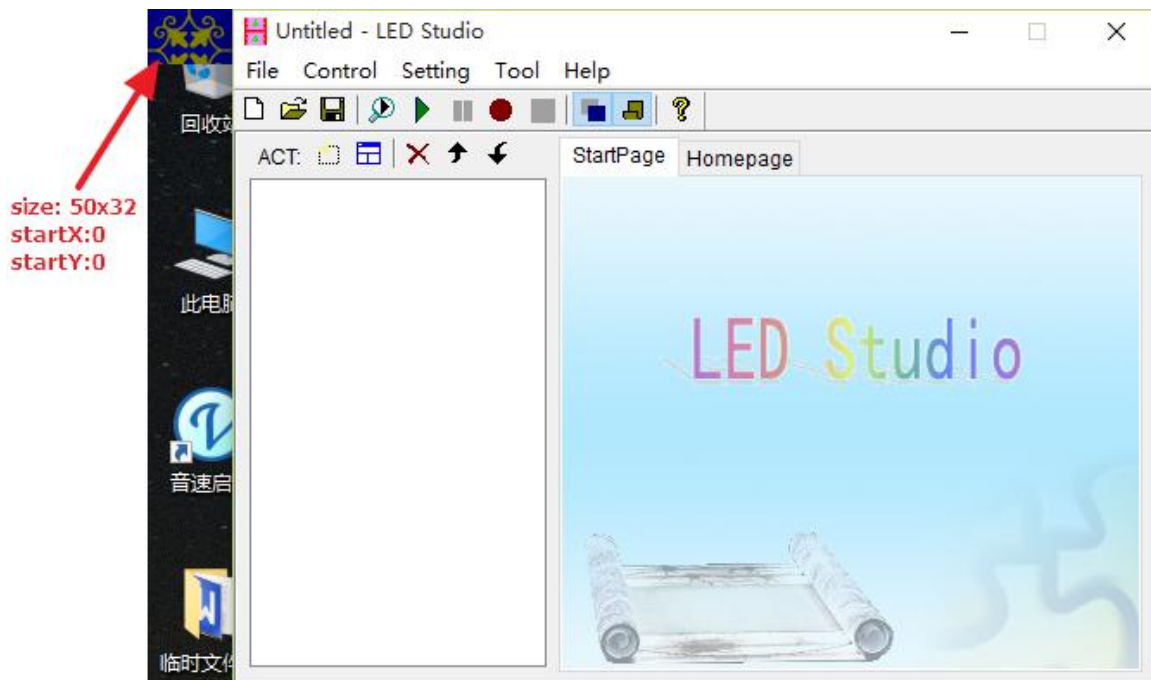 Untitled - LED Studio
File Control Setting Tool Help
ACT:
StartPage Homepage
LED Studio
size: 50x32
startX:0
startY:0
回收
此电
音速启
临时文